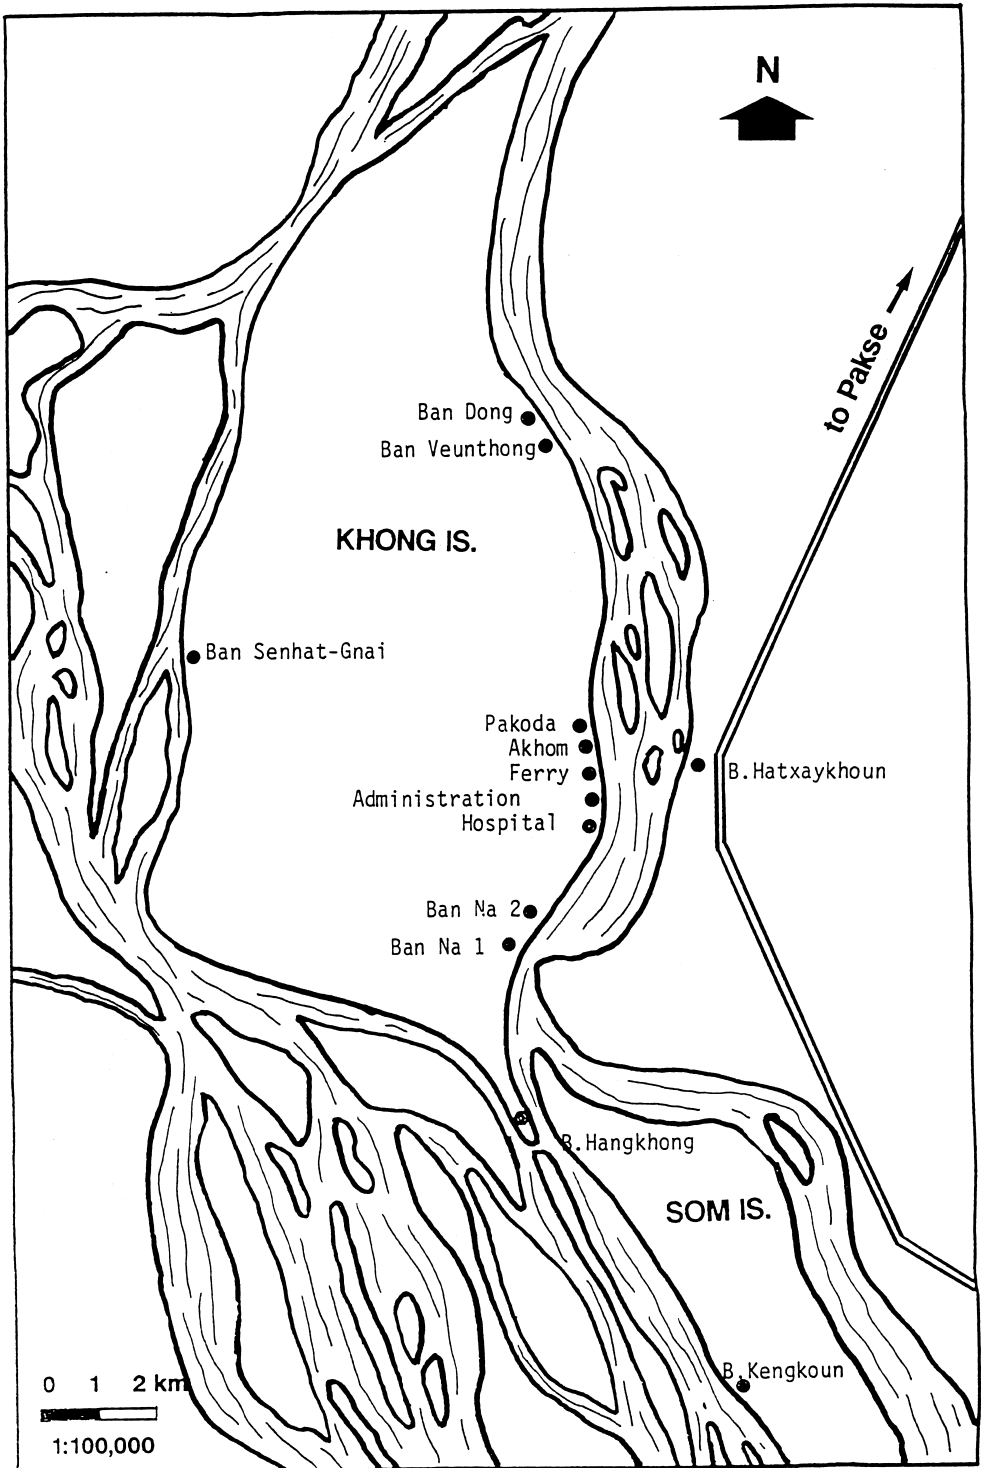 N
to Pakse
Ban Dong
Ban Veunthong
KHONG IS.
Ban Senhat-Gnai
Pakoda
Akhom
Ferry
B.Hatxaykhoun
Administration
Hospital
Ban Na 2
Ban Na 1
B.Hangkhong
SOM IS.
B.Kengkoun
0 1 2 km
1:100,000